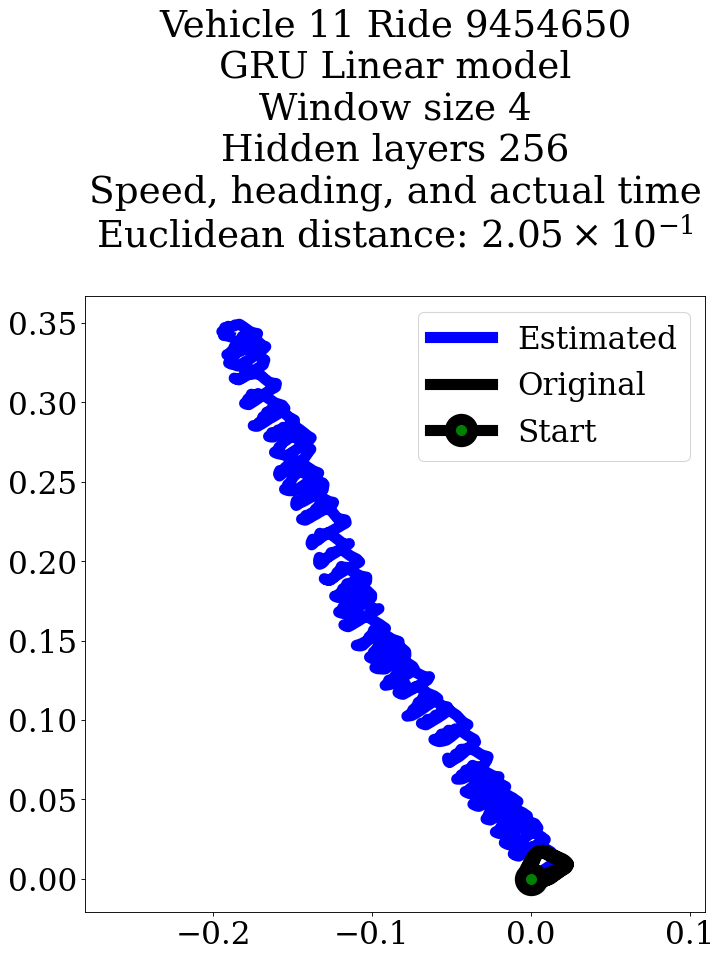 Vehicle 11 Ride 9454650
GRU Linear model
Window size 4
Hidden layers 256
Speed, heading, and actual time
Euclidean distance: 2.05 × 10⁻¹
Estimated
Original
Start
0.35
0.30
0.25
0.20
0.15
0.10
0.05
0.00
−0.2
−0.1
0.0
0.1